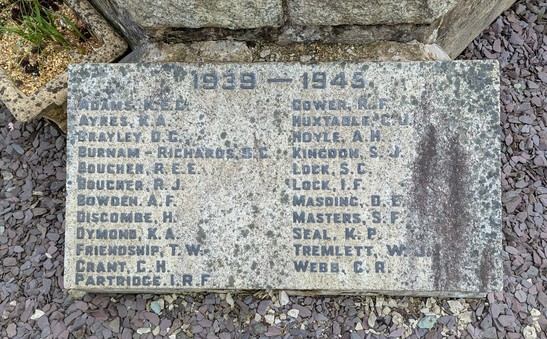 1939 — 1945
ADAMS, K.E.C.
AYRES, K.A.
BRAYLEY, D.C.
BURNAM - RICHARDS, S.C.
BOUCHER, R.E.E.
BOUCHER, R.J.
BOWDEN, A.F.
DISCOMBE, H.
DYMOND, K.A.
FRIENDSHIP, T.W.
GRANT, C.H.
PARTRIDGE, I.R.F.
GOWER, R.F.
HUXTABLE, C.J.
HOYLE, A.H.
KINGDON, S.J.
LOCK, S.C.
LOCK, I.F.
MASDING, D.E.
MASTERS, S.F.
SEAL, K.P.
TREMLETT, W.J.
WEBB, C.R.